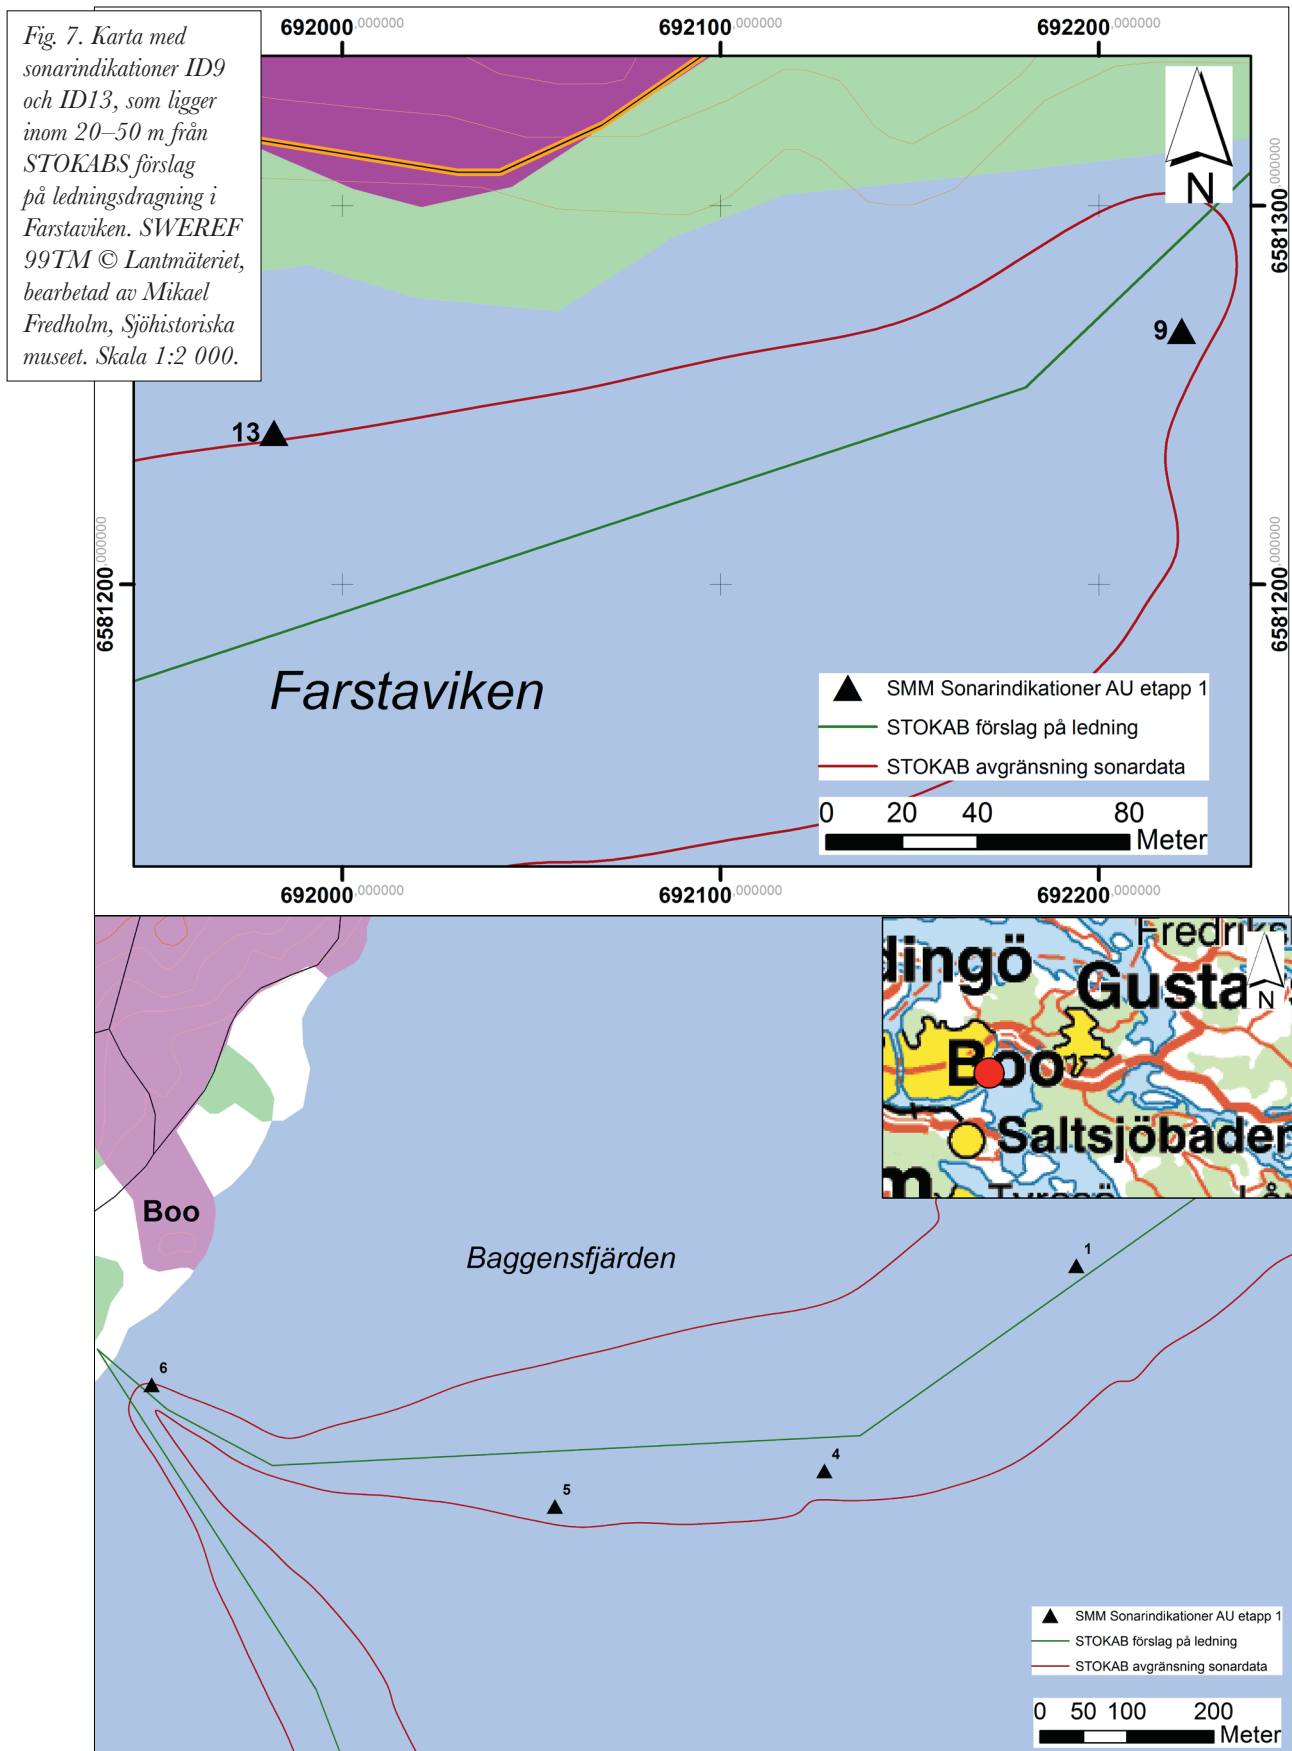 Fig. 7. Karta med
sonarindikationer ID9
och ID13, som ligger
inom 20–50 m från
STOKABS förslag
på ledningsdragning i
Farstaviken. SWEREF
99TM © Lantmäteriet,
bearbetad av Mikael
Fredholm, Sjöhistoriska
museet. Skala 1:2 000.
692000,000000 692100,000000 692200,000000
N
6581300,000000
9
13
6581200,000000 6581200,000000
Farstaviken
SMM Sonarindikationer AU etapp 1
STOKAB förslag på ledning
STOKAB avgränsning sonardata
0 20 40 80
Meter
692000,000000 692100,000000 692200,000000
Fredriks
dingö
Gusta
N
Boo
Saltsjöbaden
m
Tyresö
Boo
Baggensfjärden
1
6
4
5
SMM Sonarindikationer AU etapp 1
STOKAB förslag på ledning
STOKAB avgränsning sonardata
0 50 100 200
Meter